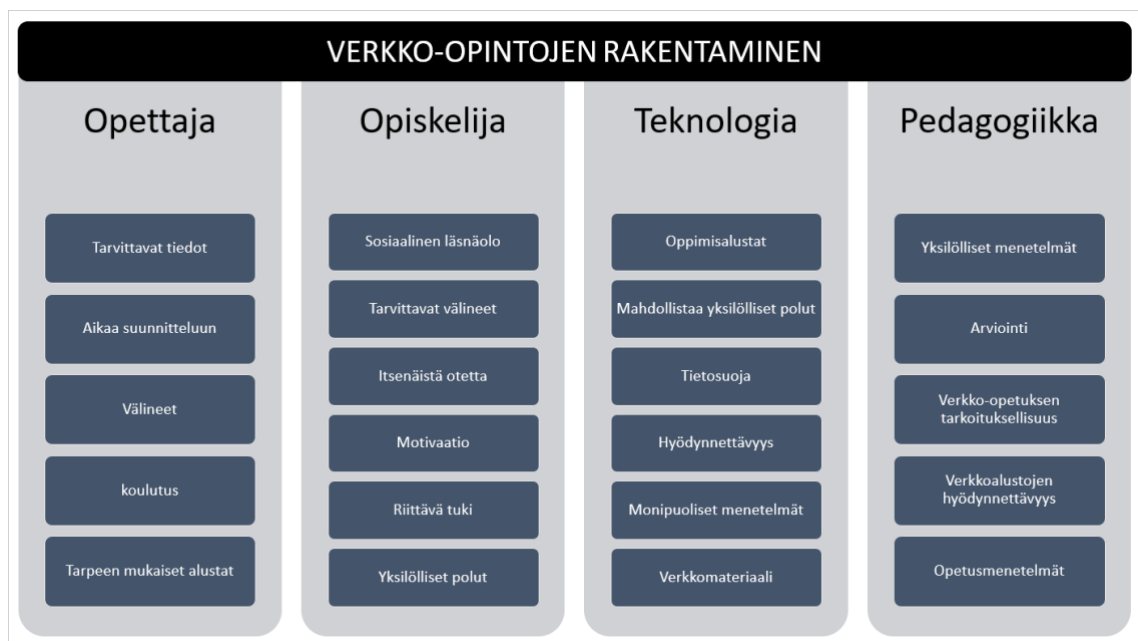 VERKKO-OPINTOJEN RAKENTAMINEN
Opettaja
Tarvittavat tiedot
Aikaa suunnitteluun
Välineet
koulutus
Tarpeen mukaiset alustat
Opiskelija
Sosiaalinen läsnäolo
Tarvittavat välineet
Itsenäistä otetta
Motivaatio
Riittävä tuki
Yksilölliset polut
Teknologia
Oppimisalustat
Mahdollistaa yksilölliset polut
Tietosuoja
Hyödynnettävyys
Monipuoliset menetelmät
Verkkomateriaali
Pedagogiikka
Yksilölliset menetelmät
Arviointi
Verkko-opetuksen
tarkoituksellisuus
Verkkoalustojen
hyödynnettävyys
Opetusmenetelmät